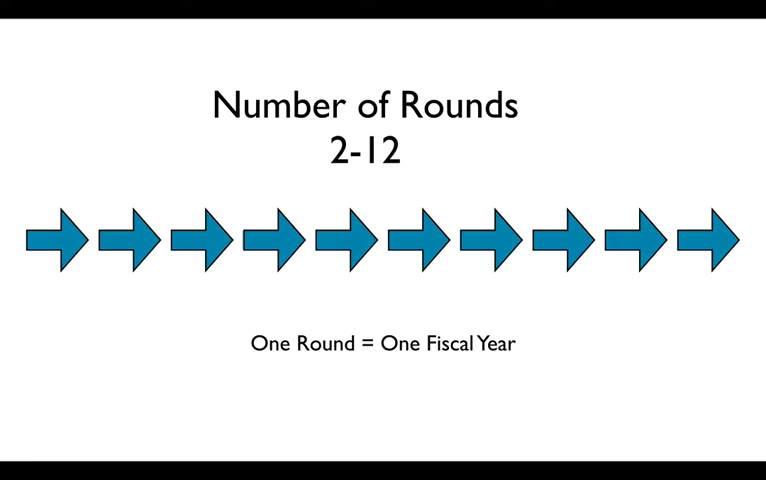 Number of Rounds
2-12
One Round = One Fiscal Year